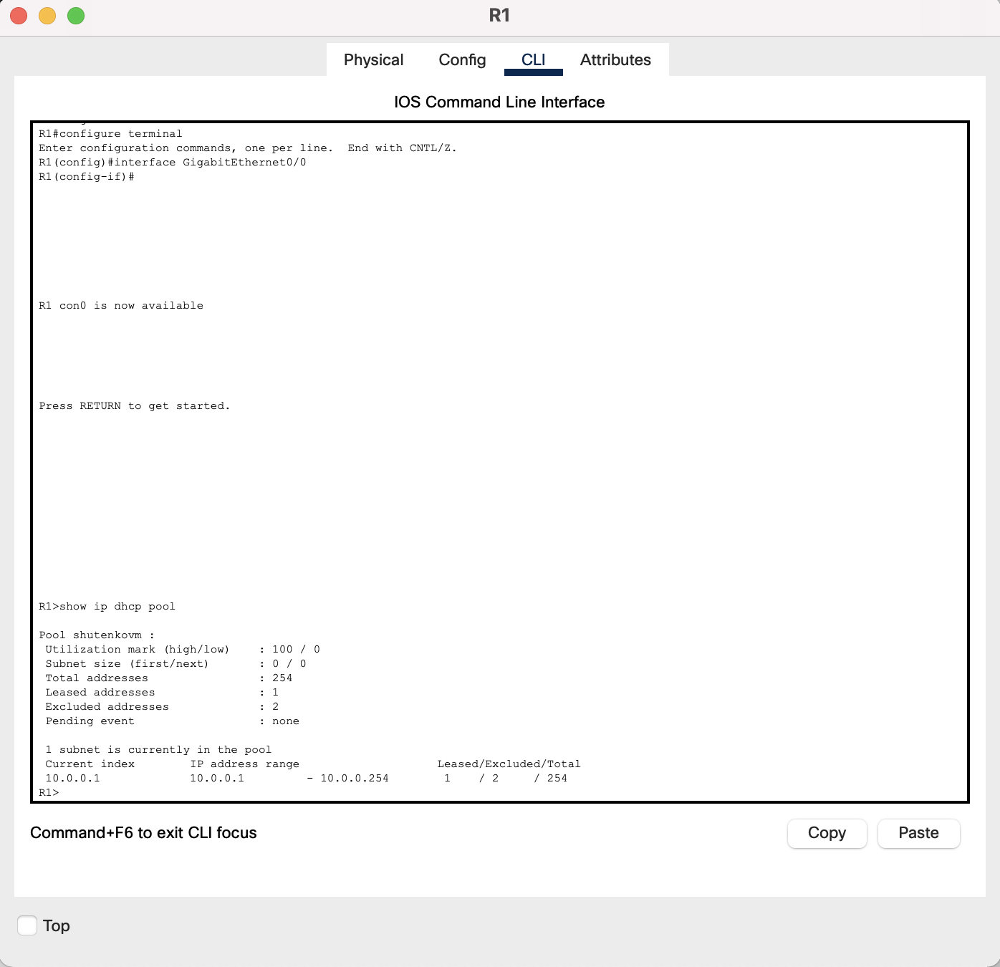 R1
Physical Config CLI Attributes
IOS Command Line Interface
R1#configure terminal
Enter configuration commands, one per line.  End with CNTL/Z.
R1(config)#interface GigabitEthernet0/0
R1(config-if)#
R1 con0 is now available
Press RETURN to get started.
R1>show ip dhcp pool
Pool shutenkovm :
Utilization mark (high/low)    : 100 / 0
Subnet size (first/next)       : 0 / 0
Total addresses                : 254
Leased addresses               : 1
Excluded addresses             : 2
Pending event                  : none
1 subnet is currently in the pool
Current index        IP address range                    Leased/Excluded/Total
10.0.0.1             10.0.0.1         - 10.0.0.254        1    / 2     / 254
R1>
Command+F6 to exit CLI focus
Copy Paste
Top